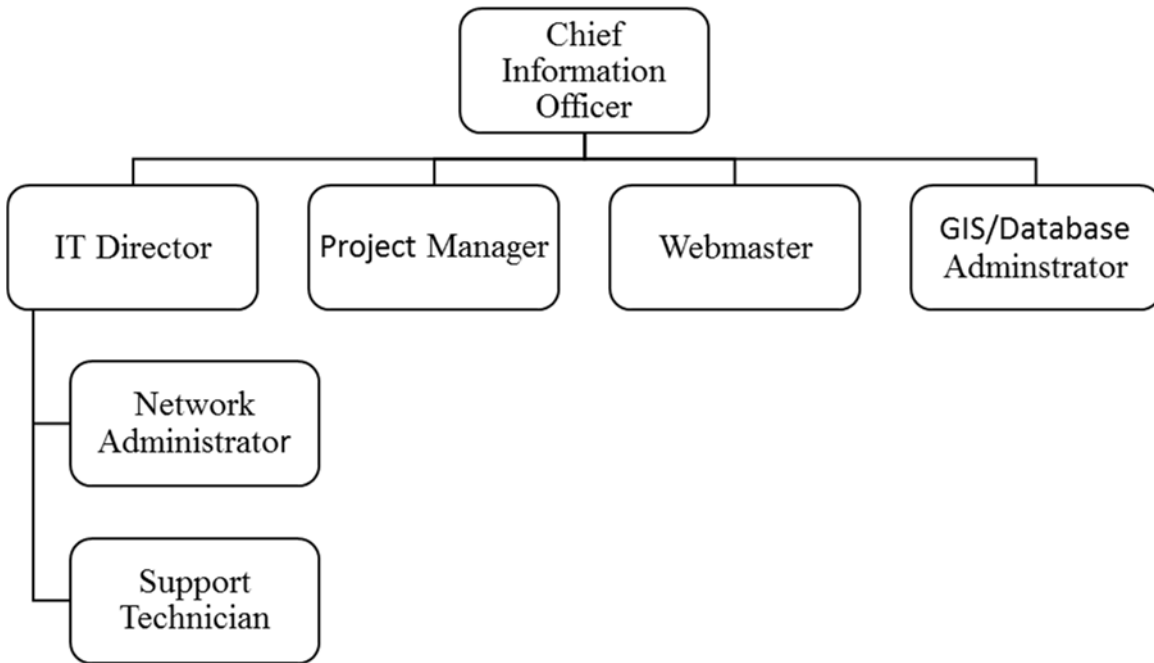 Chief
Information
Officer
IT Director
Project Manager
Webmaster
GIS/Database
Adminstrator
Network
Administrator
Support
Technician